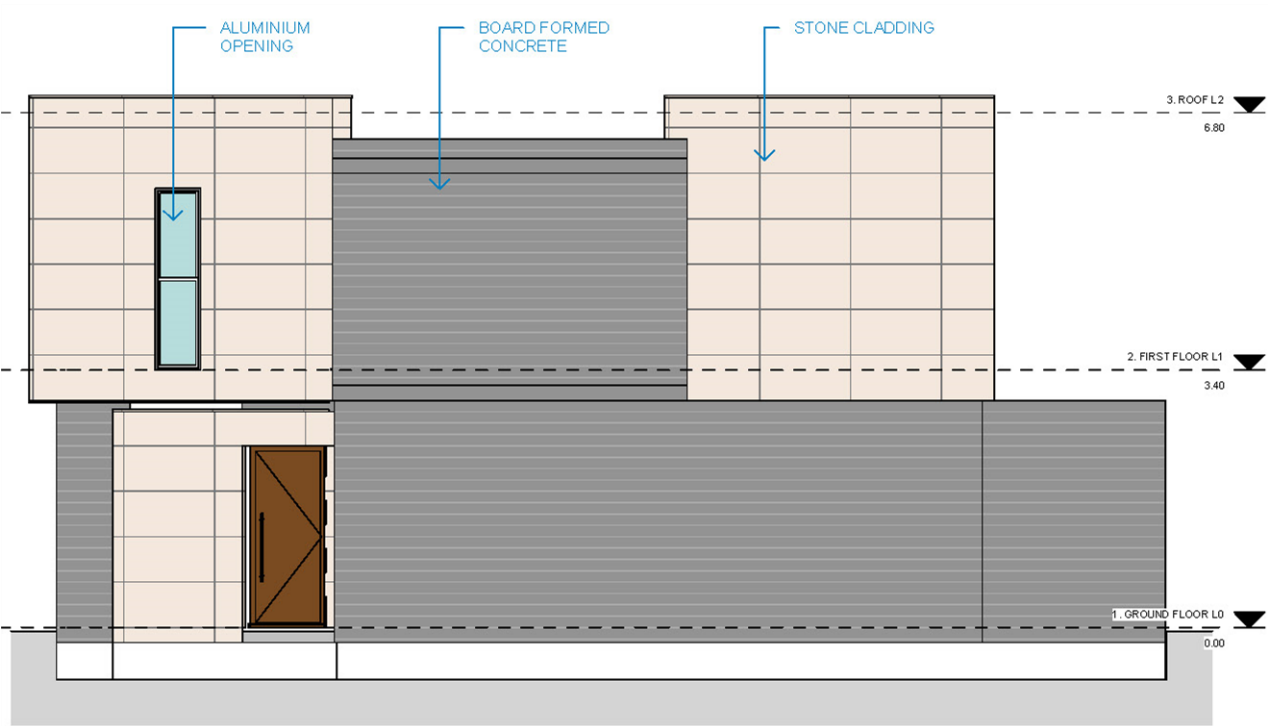 ALUMINIUM
OPENING
BOARD FORMED
CONCRETE
STONE CLADDING
3. ROOF L2
6.80
2. FIRST FLOOR L1
3.40
1. GROUND FLOOR L0
0.00